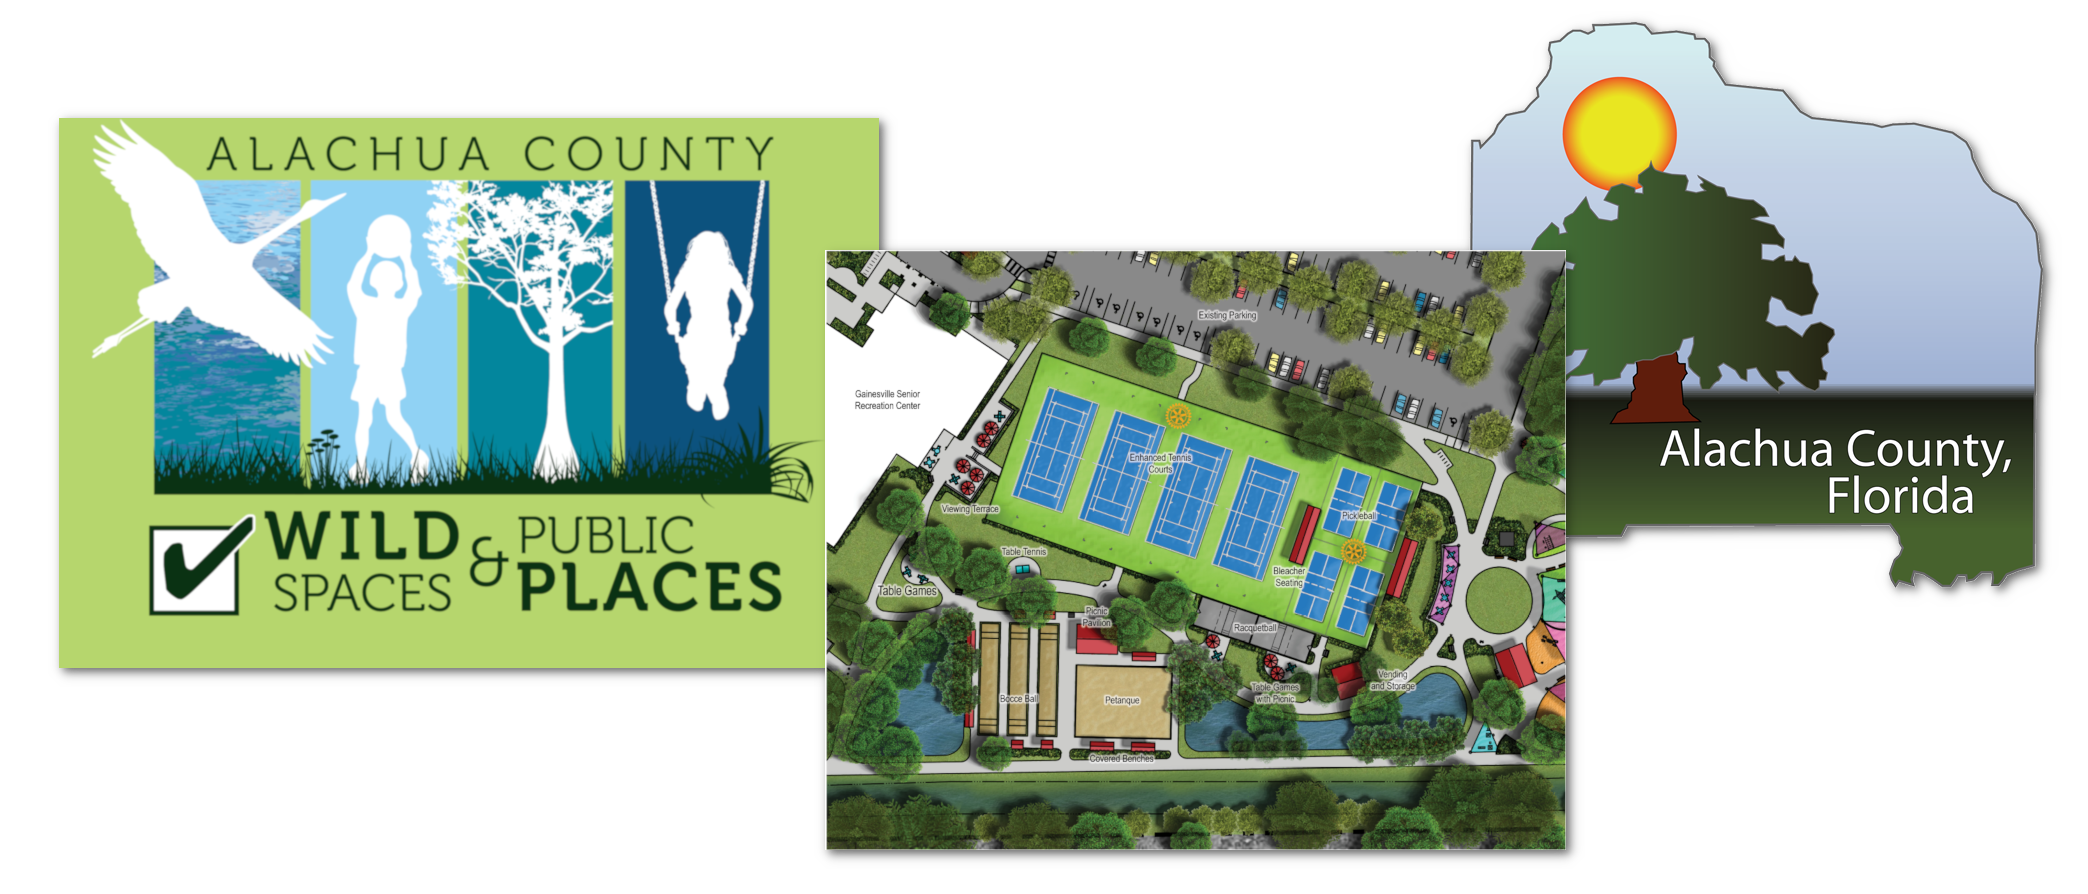 ALACHUA COUNTY
WILD & PUBLIC
SPACES PLACES
Existing Parking
Gainesville Senior
Recreation Center
Enhanced Tennis
Courts
Viewing Terrace
Pickleball
Table Tennis
Bleacher
Seating
Table Games
Picnic
Pavilion
Racquetball
Bocce Ball
Petanque
Table Games
with Picnic
Vending
and Storage
Covered Benches
Alachua County,
Florida